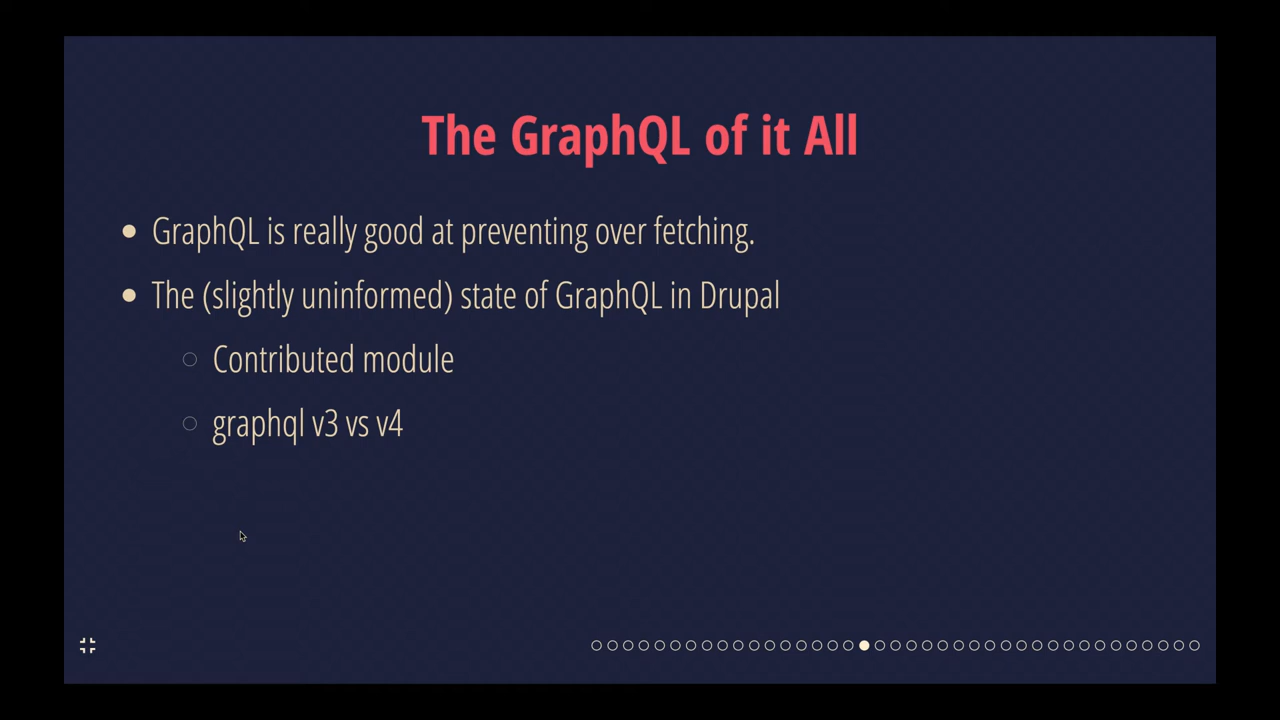 The GraphQL of it All
GraphQL is really good at preventing over fetching.
The (slightly uninformed) state of GraphQL in Drupal
Contributed module
graphql v3 vs v4